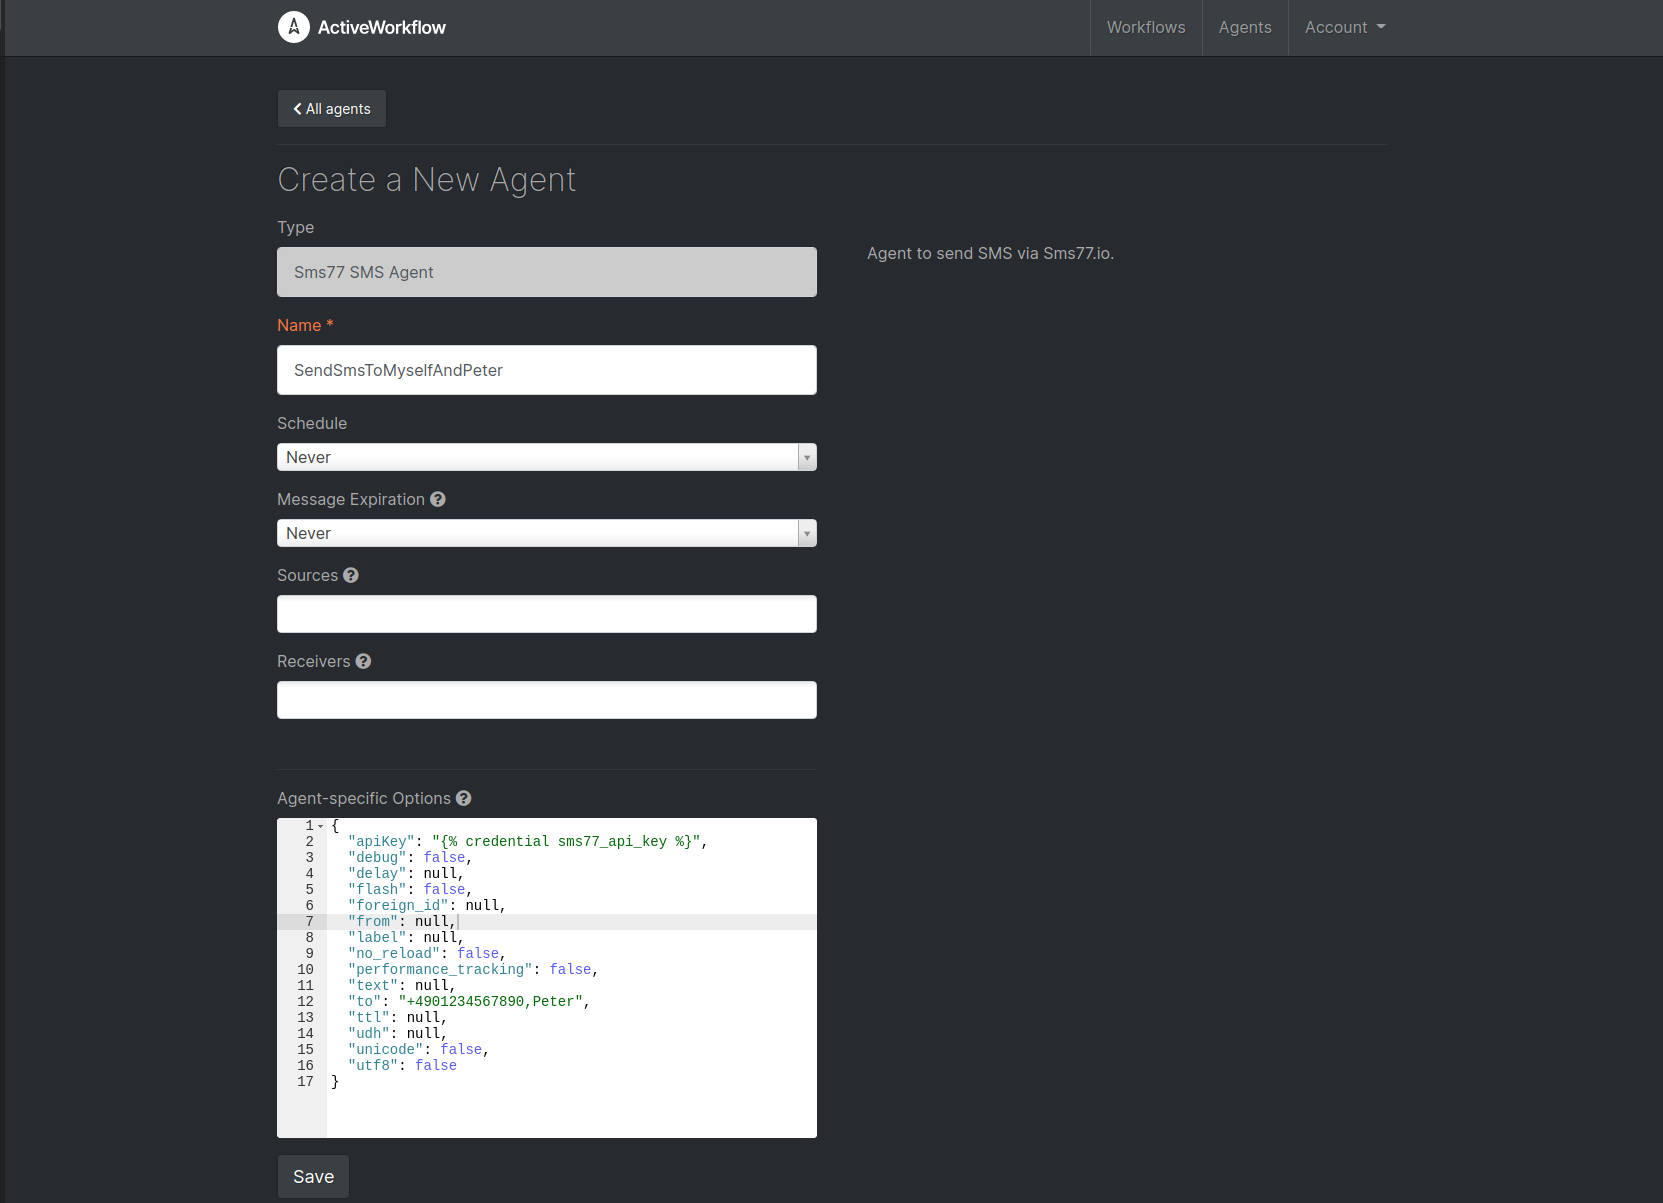 ActiveWorkflow
Workflows
Agents
Account
All agents
Create a New Agent
Type
Sms77 SMS Agent
Agent to send SMS via Sms77.io.
Name *
SendSmsToMyselfAndPeter
Schedule
Never
Message Expiration
Never
Sources
Receivers
Agent-specific Options
1 {
2 "apiKey": "{% credential sms77_api_key %}",
3 "debug": false,
4 "delay": null,
5 "flash": false,
6 "foreign_id": null,
7 "from": null,
8 "label": null,
9 "no_reload": false,
10 "performance_tracking": false,
11 "text": null,
12 "to": "+4901234567890,Peter",
13 "ttl": null,
14 "udh": null,
15 "unicode": false,
16 "utf8": false
17 }
Save